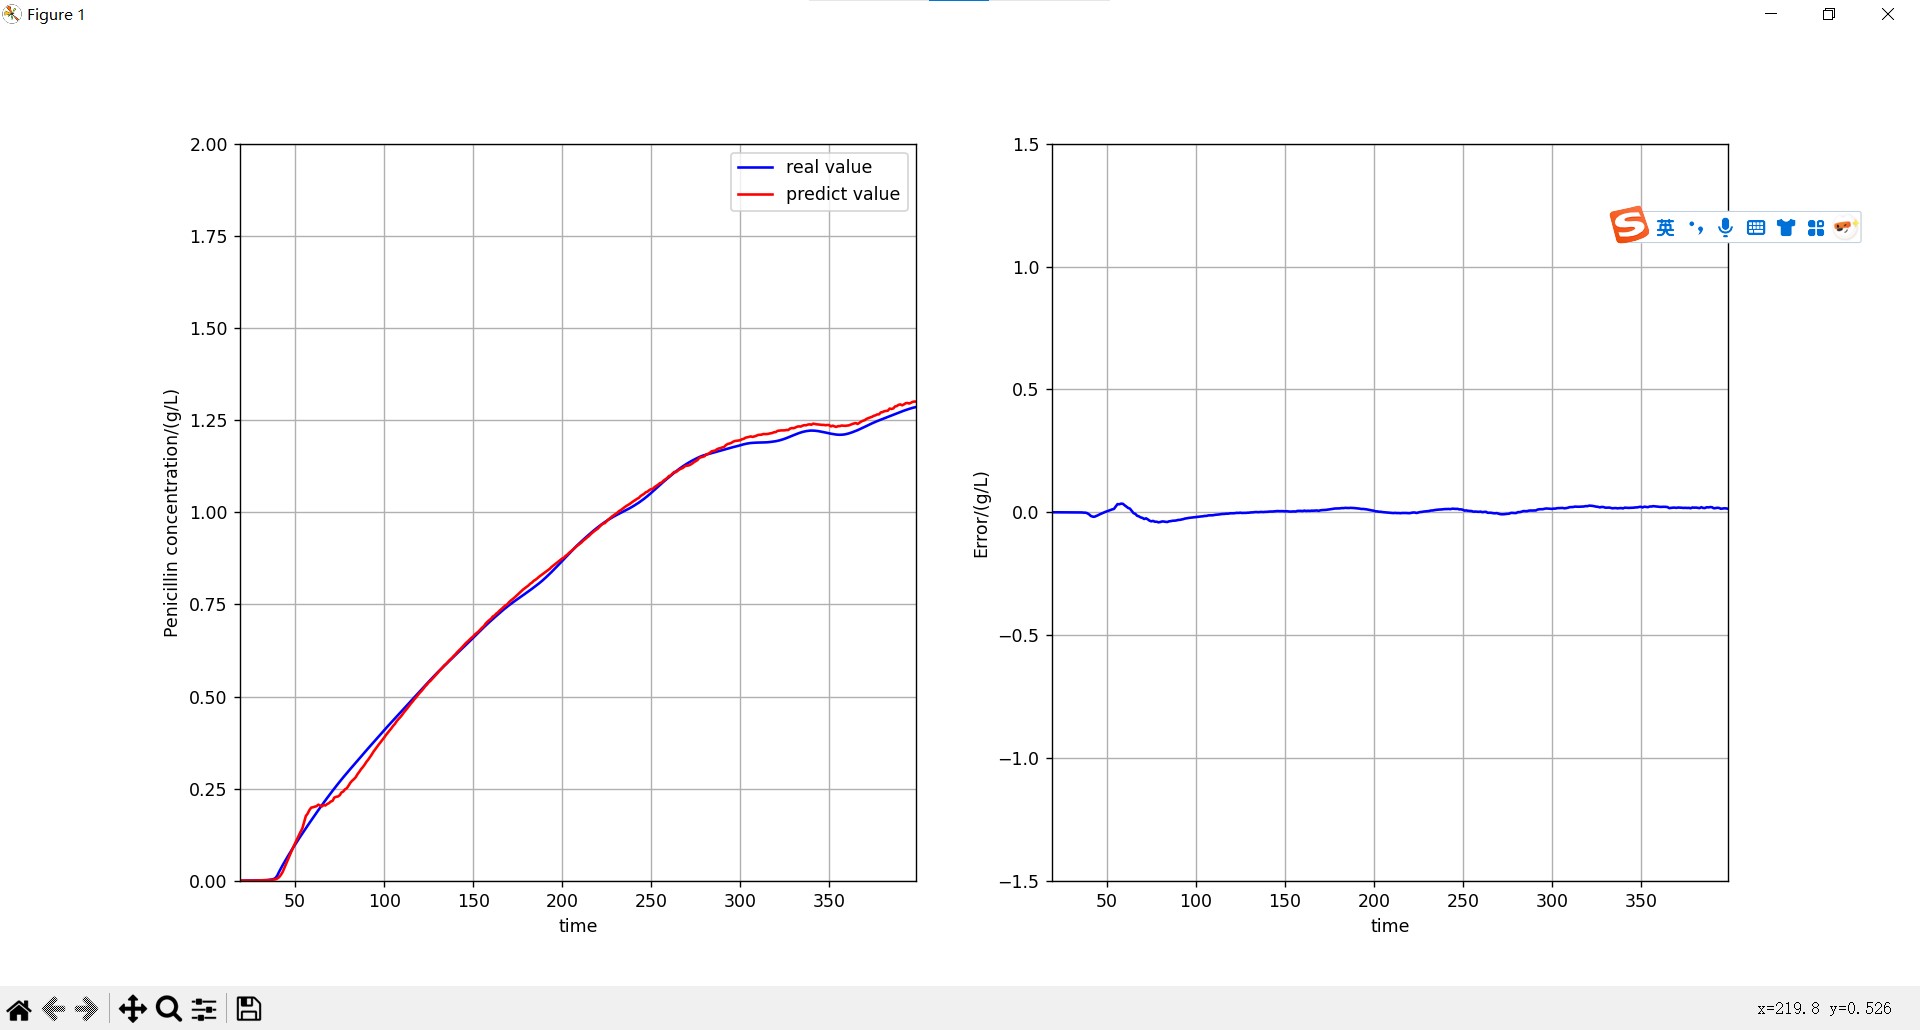 Figure 1
2.00
1.75
1.50
1.25
1.00
0.75
0.50
0.25
0.00
Penicillin concentration/(g/L)
real value
predict value
50 100 150 200 250 300 350
time
1.5
1.0
0.5
0.0
−0.5
−1.0
−1.5
Error/(g/L)
50 100 150 200 250 300 350
time
S 英
x=219.8 y=0.526